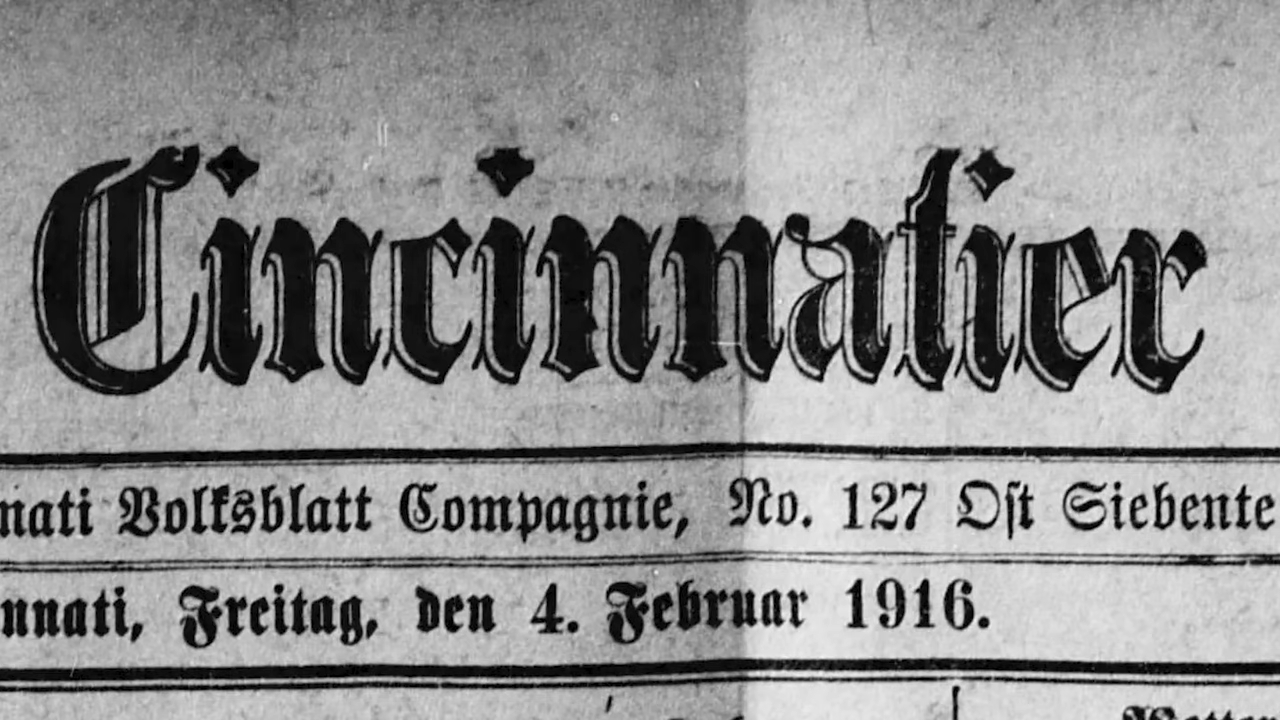 Cincinnatier
nati Volksblatt Compagnie, No. 127 Ost Siebente
nnati, Freitag, den 4. Februar 1916.